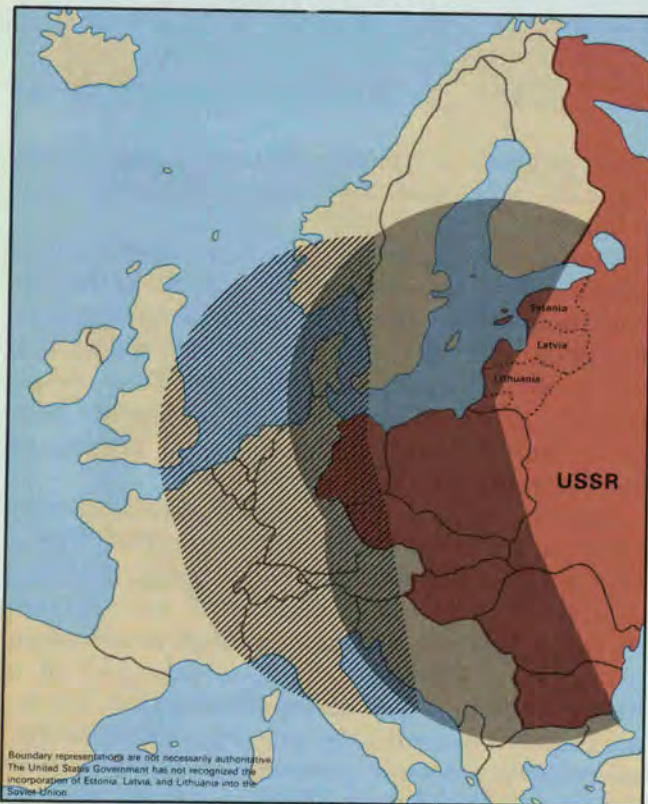 Estonia
Latvia
Lithuania
USSR
Boundary representations are not necessarily authoritative.
The United States Government has not recognized the
incorporation of Estonia, Latvia, and Lithuania into the
Soviet Union.